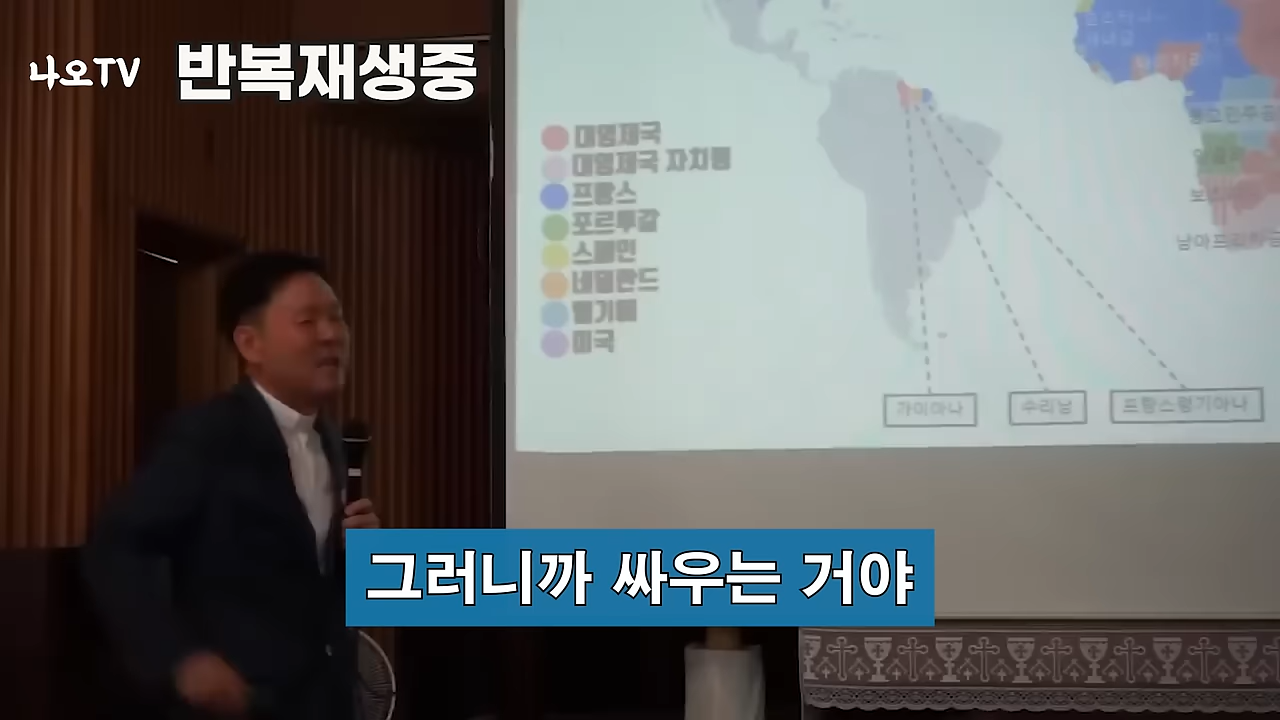 나오TV 반복재생중
대영제국
대영제국 자치령
프랑스
포르투갈
스페인
네덜란드
벨기에
미국
가이아나
수리남
프랑스령기아나
그러니까 싸우는 거야